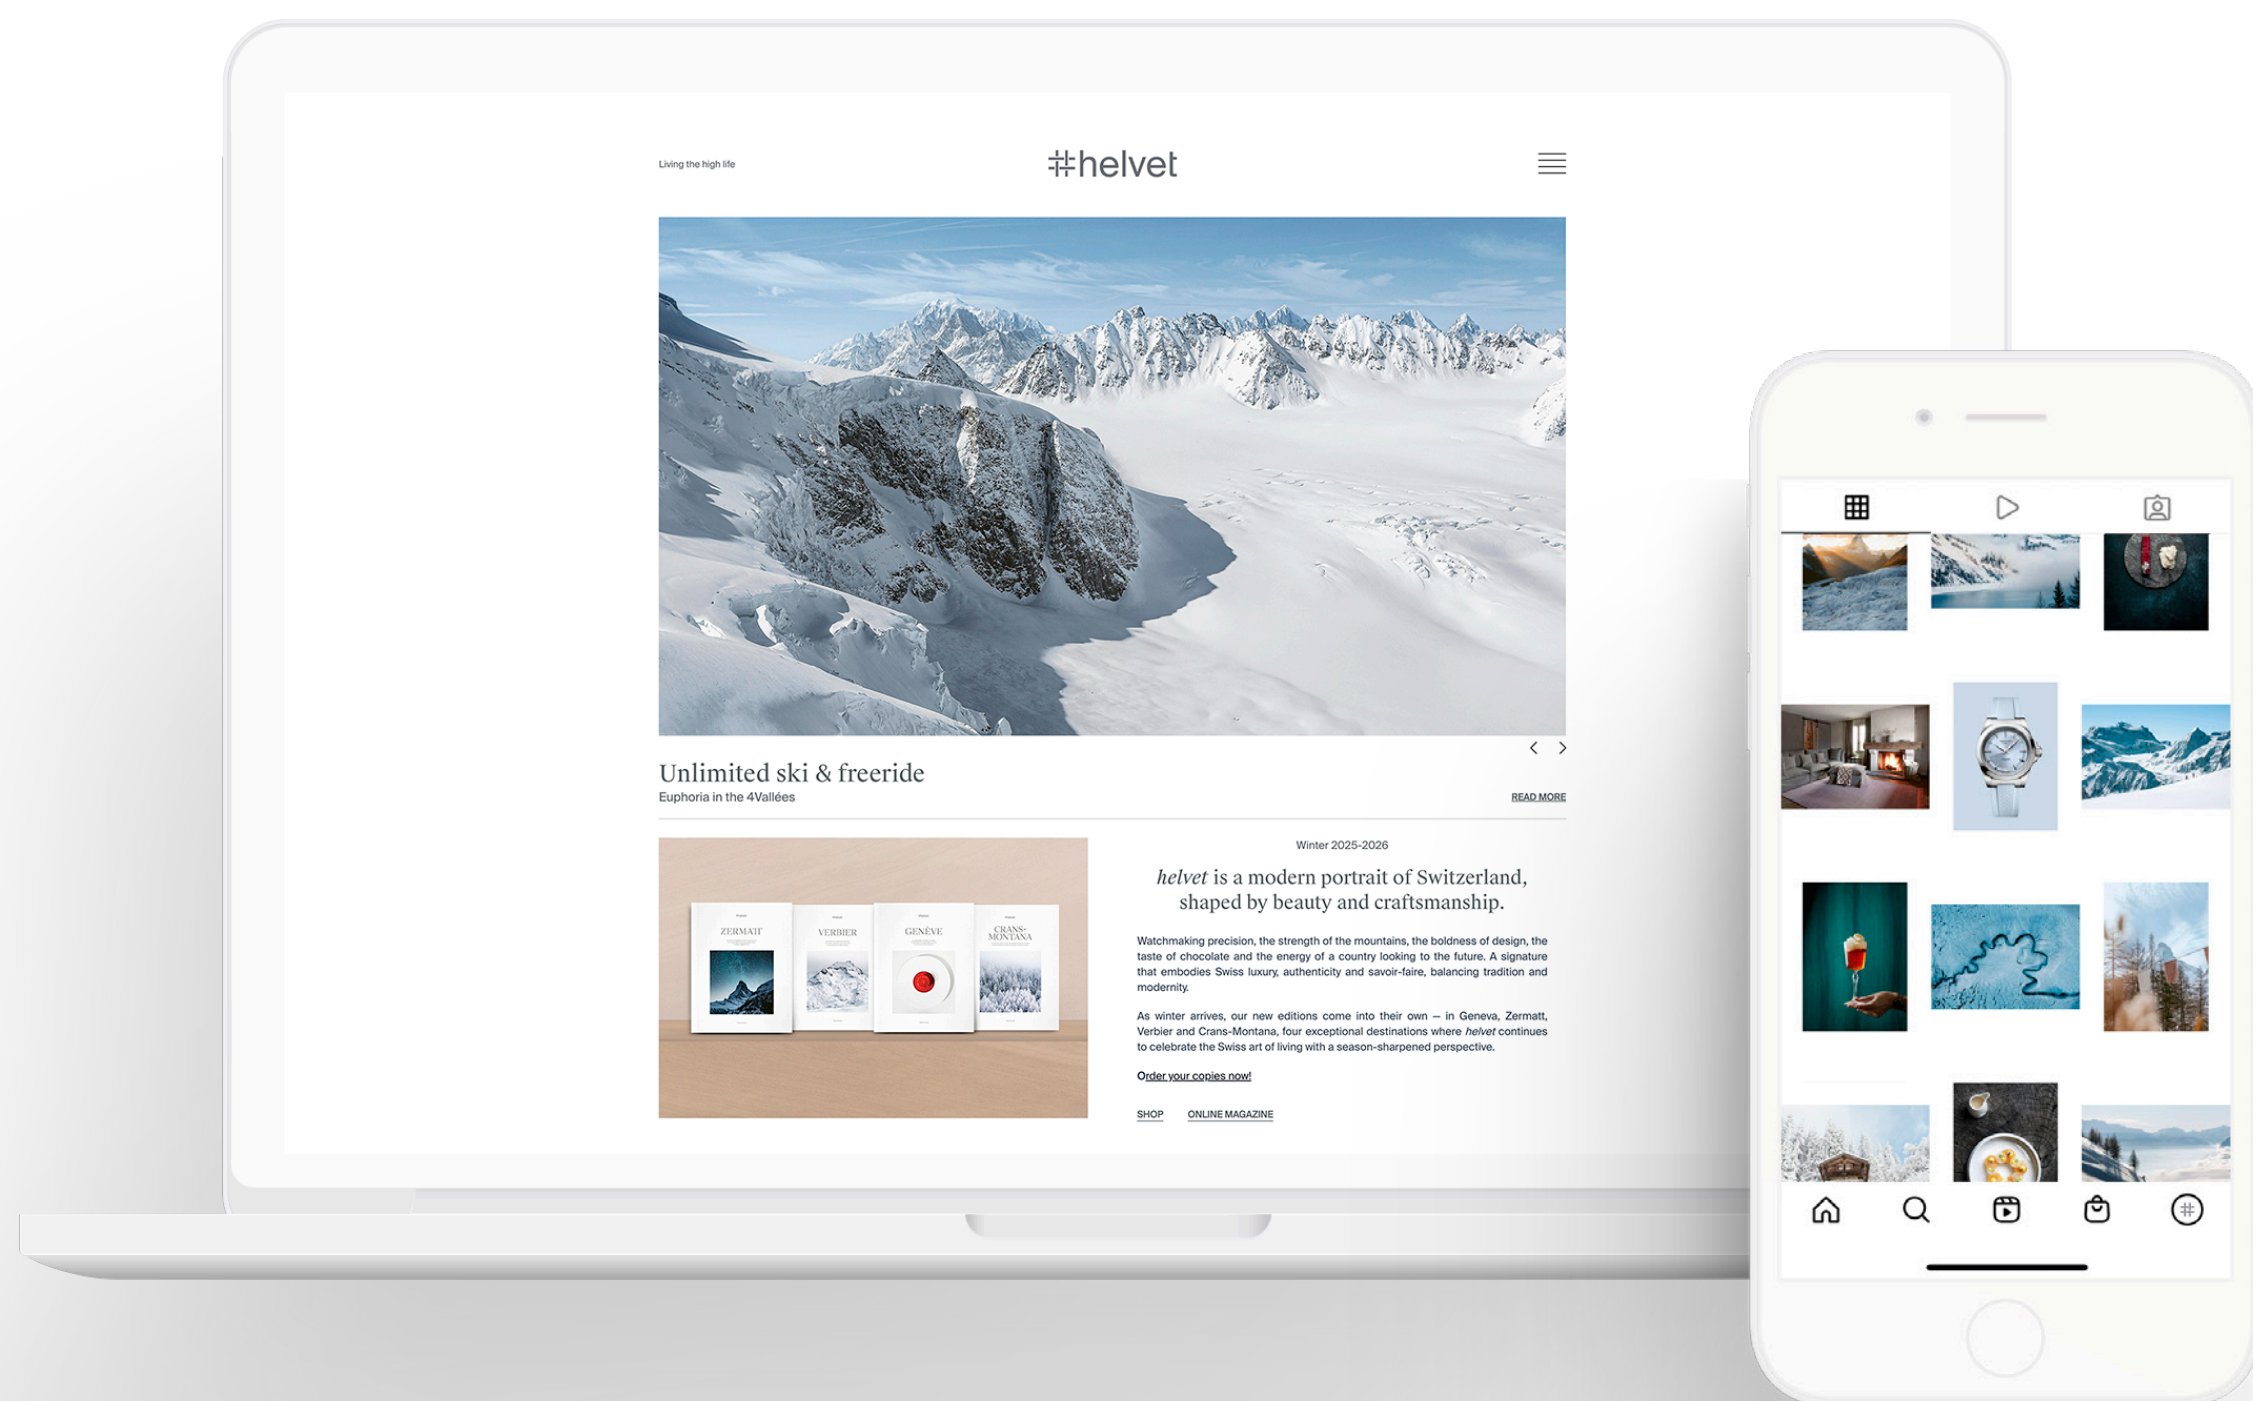 Living the high life
#helvet
Unlimited ski & freeride
Euphoria in the 4Vallées
READ MORE
ZERMATT
VERBIER
GENÈVE
CRANS-
MONTANA
Winter 2025-2026
helvet is a modern portrait of Switzerland,
shaped by beauty and craftsmanship.
Watchmaking precision, the strength of the mountains, the boldness of design, the
taste of chocolate and the energy of a country looking to the future. A signature
that embodies Swiss luxury, authenticity and savoir-faire, balancing tradition and
modernity.
As winter arrives, our new editions come into their own – in Geneva, Zermatt,
Verbier and Crans-Montana, four exceptional destinations where helvet continues
to celebrate the Swiss art of living with a season-sharpened perspective.
Order your copies now!
SHOP ONLINE MAGAZINE
#